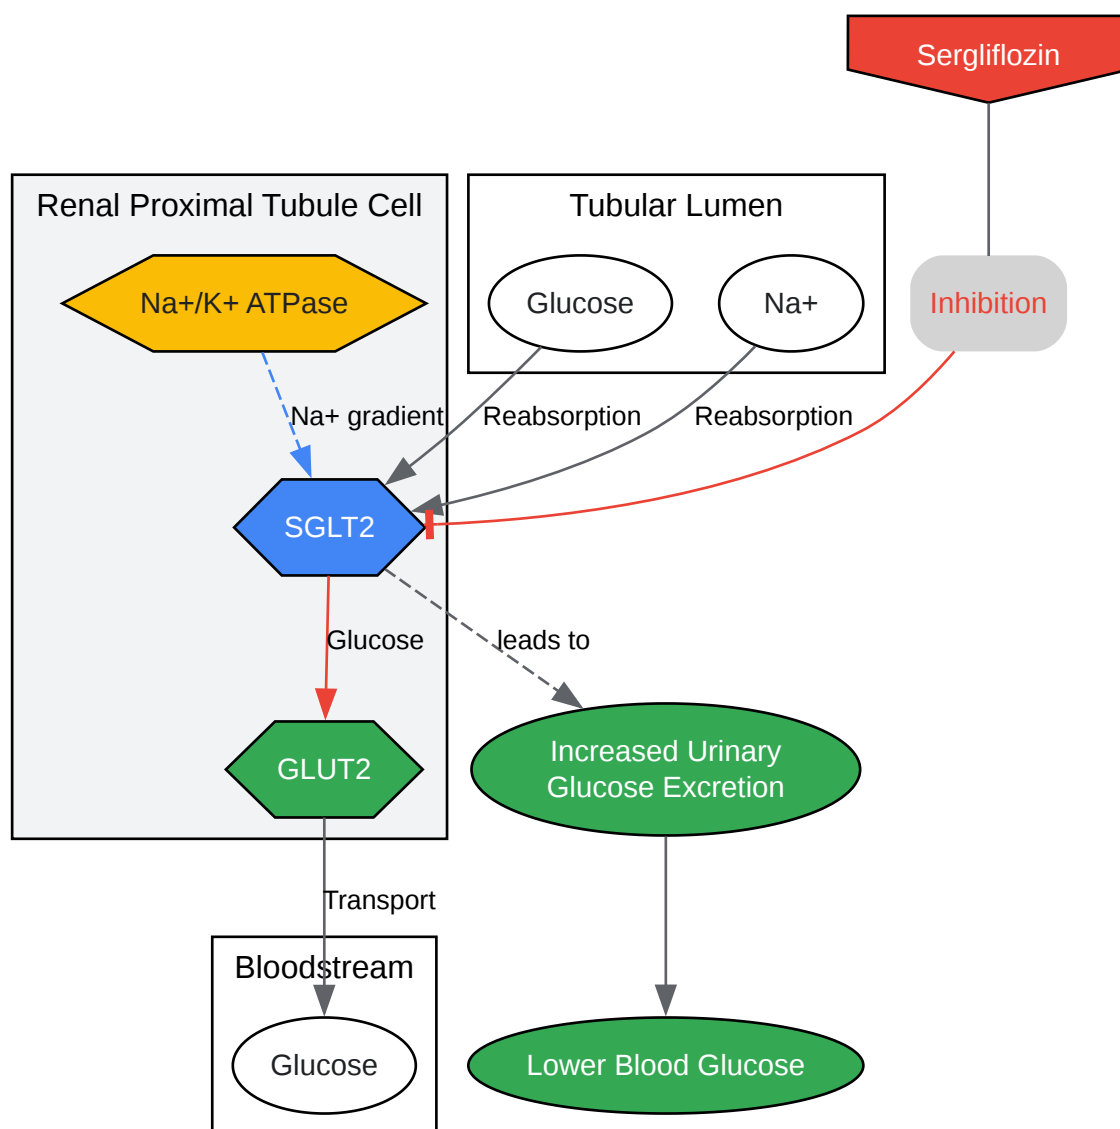 Sergliflozin
Renal Proximal Tubule Cell
Tubular Lumen
Na+/K+ ATPase
Glucose
Na+
Inhibition
Na+ gradient
Reabsorption
Reabsorption
SGLT2
Glucose
leads to
GLUT2
Increased Urinary
Glucose Excretion
Transport
Bloodstream
Glucose
Lower Blood Glucose